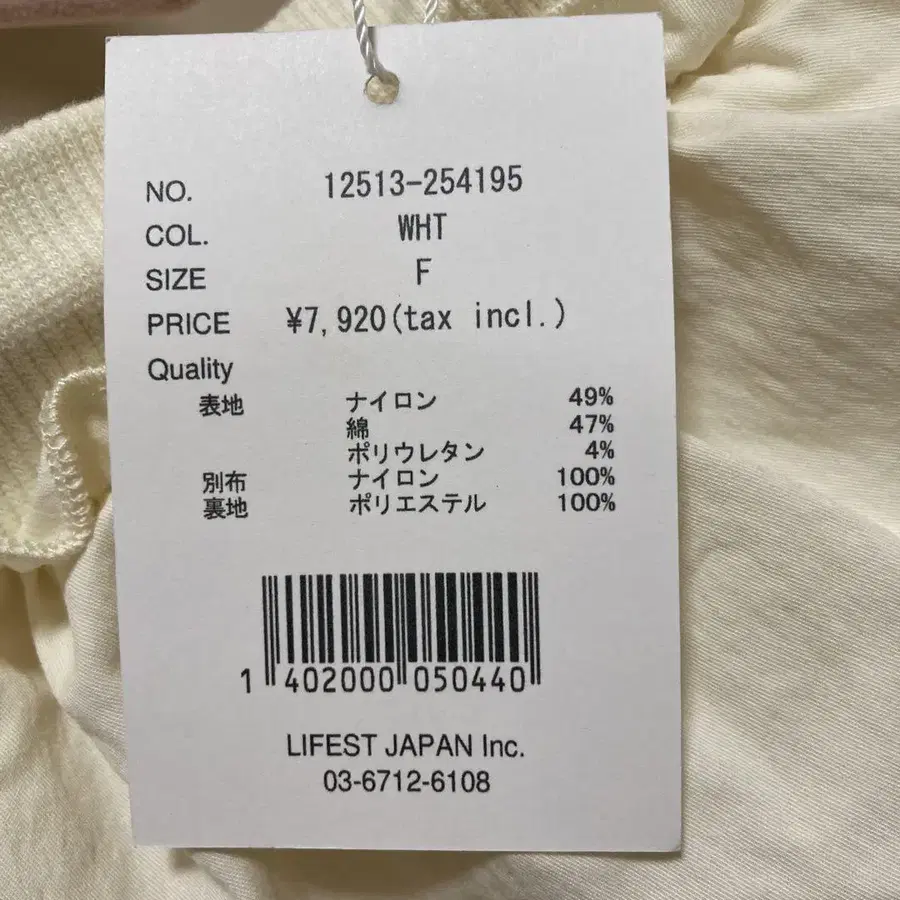 NO. 12513-254195
COL. WHT
SIZE F
PRICE ¥7,920(tax incl.)
Quality
表地 ナイロン 49%
綿 47%
ポリウレタン 4%
別布 ナイロン 100%
裏地 ポリエステル 100%
1 402000 050440
LIFEST JAPAN Inc.
03-6712-6108